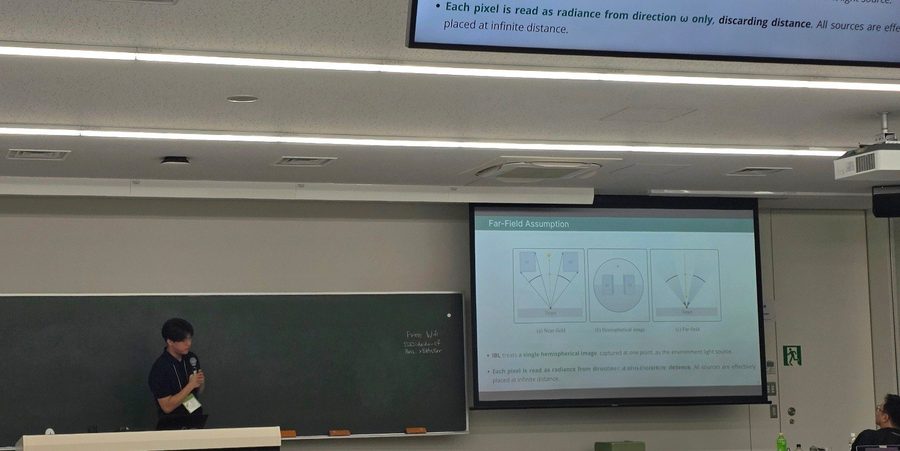 • Each pixel is read as radiance from direction ω only, discarding distance. All sources are effe
placed at infinite distance.
Far-Field Assumption
(a) Near-field
(b) Hemispherical image
(c) Far-field
• IBL treats a single hemispherical image, captured at one point, as the environment light source.
• Each pixel is read as radiance from direction ω only, discarding distance. All sources are effectively
placed at infinite distance.
Free Wifi